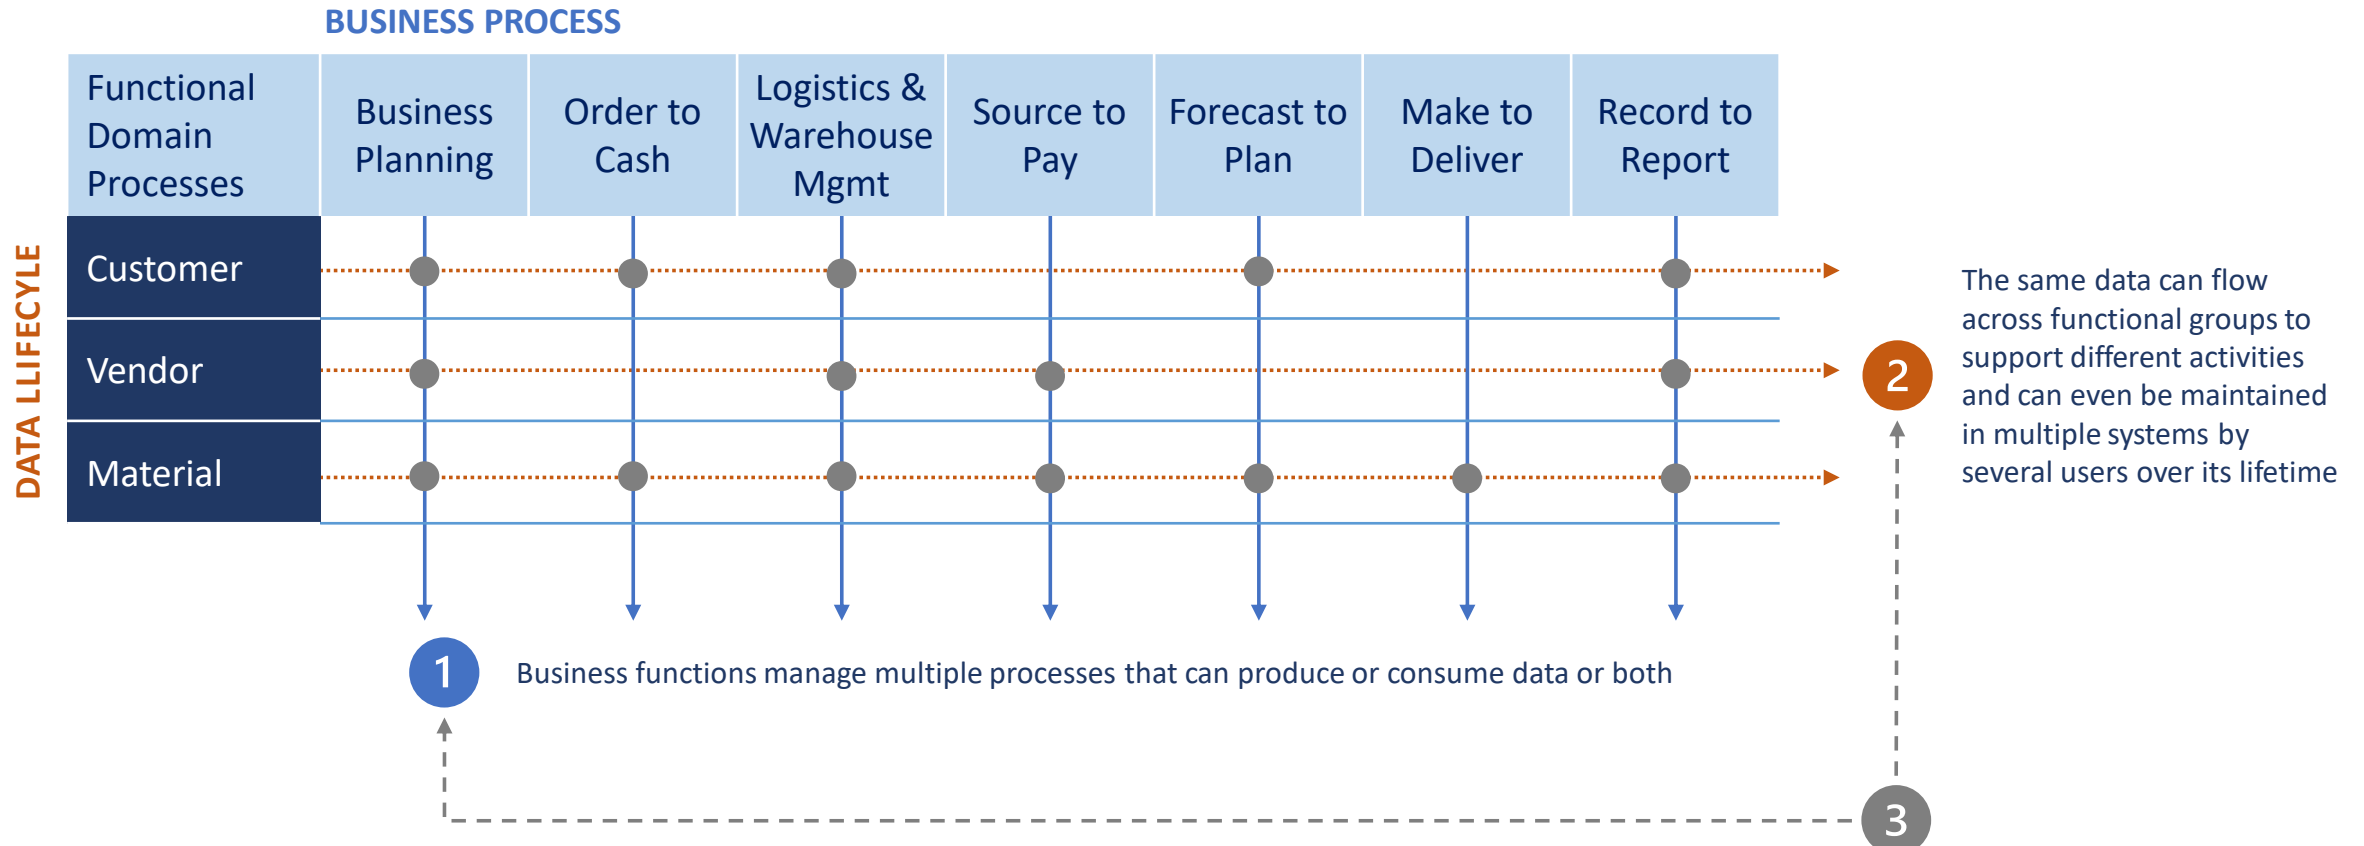 BUSINESS PROCESS
Functional
Domain
Processes
Business
Planning
Order to
Cash
Logistics &
Warehouse
Mgmt
Source to
Pay
Forecast to
Plan
Make to
Deliver
Record to
Report
DATA LLIFECYLE
Customer
Vendor
Material
The same data can flow
across functional groups to
support different activities
and can even be maintained
in multiple systems by
several users over its lifetime
2
1
Business functions manage multiple processes that can produce or consume data or both
3